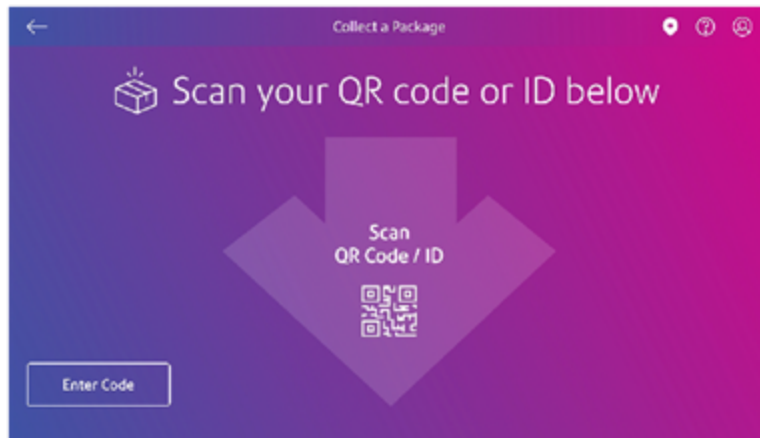 Collect a Package
Scan your QR code or ID below
Scan
QR Code / ID
Enter Code